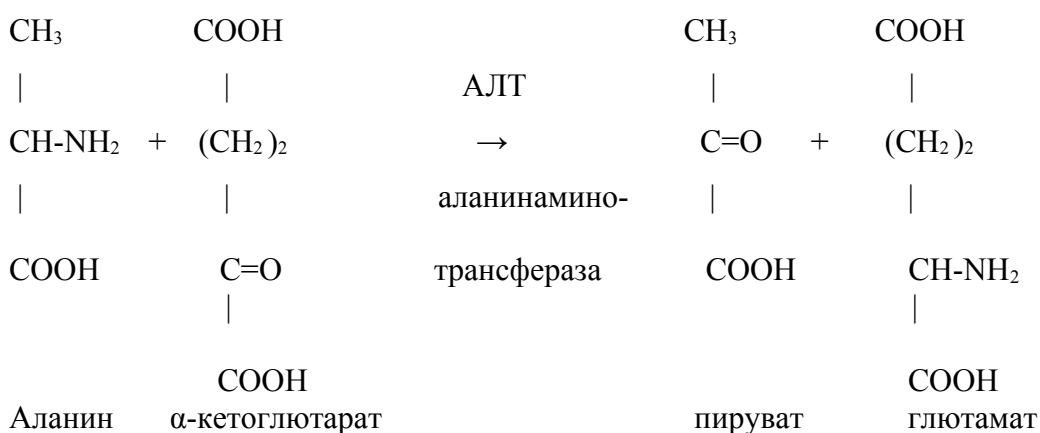 CH₃ COOH CH₃ COOH
| | АЛТ | |
CH-NH₂ + (CH₂)₂ → C=O + (CH₂)₂
| | аланинамино- | |
COOH C=O трансфераза COOH CH-NH₂
| |
COOH COOH
Аланин α-кетоглютарат пируват глютамат